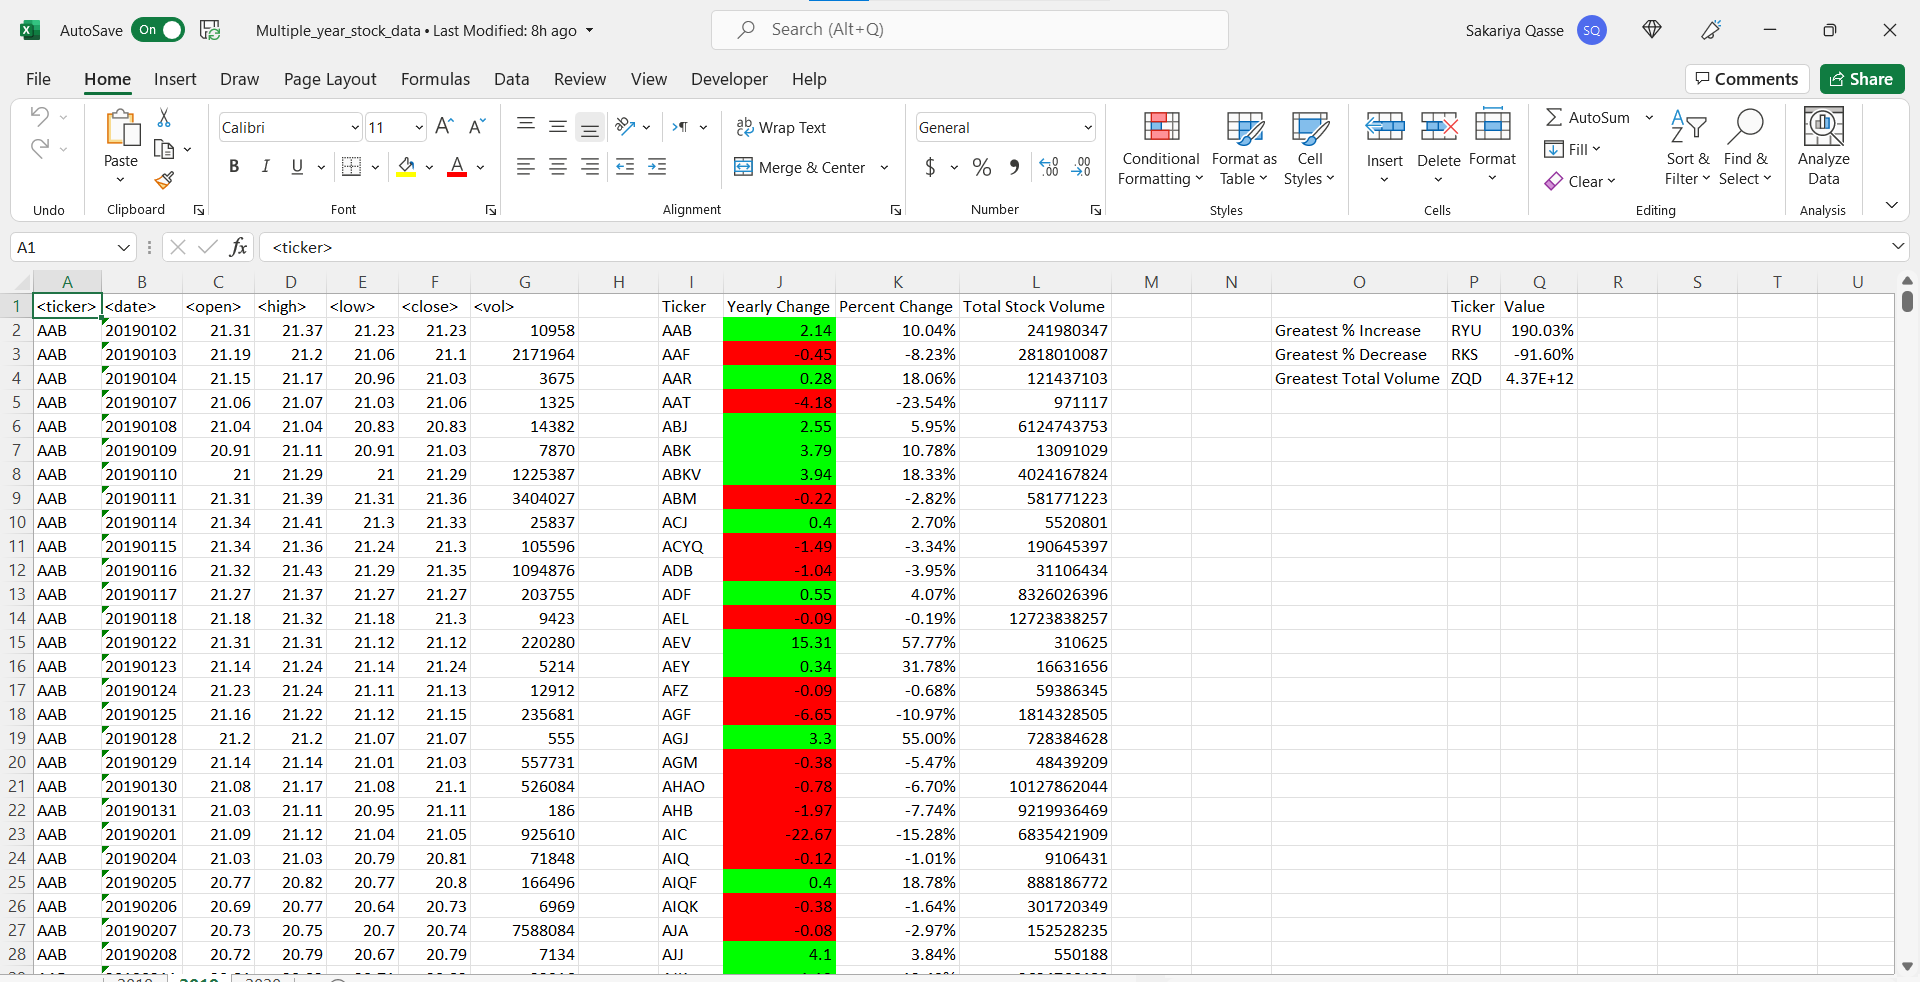 AutoSave On Multiple_year_stock_data • Last Modified: 8h ago Search (Alt+Q) Sakariya Qasse SQ
File Home Insert Draw Page Layout Formulas Data Review View Developer Help Comments Share
Calibri 11 Wrap Text General AutoSum
Paste B I U A Merge & Center $ % Conditional Formatting Format as Table Cell Styles Insert Delete Format Fill Clear Sort & Filter Find & Select Analyze Data
Undo Clipboard Font Alignment Number Styles Cells Editing Analysis
A1 fx <ticker>
A B C D E F G H I J K L M N O P Q R S T U
1 <ticker> <date> <open> <high> <low> <close> <vol> Ticker Yearly Change Percent Change Total Stock Volume Ticker Value
2 AAB 20190102 21.31 21.37 21.23 21.23 10958 AAB 2.14 10.04% 241980347 Greatest % Increase RYU 190.03%
3 AAB 20190103 21.19 21.2 21.06 21.1 2171964 AAF -0.45 -8.23% 2818010087 Greatest % Decrease RKS -91.60%
4 AAB 20190104 21.15 21.17 20.96 21.03 3675 AAR 0.28 18.06% 121437103 Greatest Total Volume ZQD 4.37E+12
5 AAB 20190107 21.06 21.07 21.03 21.06 1325 AAT -4.18 -23.54% 971117
6 AAB 20190108 21.04 21.04 20.83 20.83 14382 ABJ 2.55 5.95% 6124743753
7 AAB 20190109 20.91 21.11 20.91 21.03 7870 ABK 3.79 10.78% 13091029
8 AAB 20190110 21 21.29 21 21.29 1225387 ABKV 3.94 18.33% 4024167824
9 AAB 20190111 21.31 21.39 21.31 21.36 3404027 ABM -0.22 -2.82% 581771223
10 AAB 20190114 21.34 21.41 21.3 21.33 25837 ACJ 0.4 2.70% 5520801
11 AAB 20190115 21.34 21.36 21.24 21.3 105596 ACYQ -1.49 -3.34% 190645397
12 AAB 20190116 21.32 21.43 21.29 21.35 1094876 ADB -1.04 -3.95% 31106434
13 AAB 20190117 21.27 21.37 21.27 21.27 203755 ADF 0.55 4.07% 8326026396
14 AAB 20190118 21.18 21.32 21.18 21.3 9423 AEL -0.09 -0.19% 12723838257
15 AAB 20190122 21.31 21.31 21.12 21.12 220280 AEV 15.31 57.77% 310625
16 AAB 20190123 21.14 21.24 21.14 21.24 5214 AEY 0.34 31.78% 16631656
17 AAB 20190124 21.23 21.24 21.11 21.13 12912 AFZ -0.09 -0.68% 59386345
18 AAB 20190125 21.16 21.22 21.12 21.15 235681 AGF -6.65 -10.97% 1814328505
19 AAB 20190128 21.2 21.2 21.07 21.07 555 AGJ 3.3 55.00% 728384628
20 AAB 20190129 21.14 21.14 21.01 21.03 557731 AGM -0.38 -5.47% 48439209
21 AAB 20190130 21.08 21.17 21.08 21.1 526084 AHAO -0.78 -6.70% 10127862044
22 AAB 20190131 21.03 21.11 20.95 21.11 186 AHB -1.97 -7.74% 9219936469
23 AAB 20190201 21.09 21.12 21.04 21.05 925610 AIC -22.67 -15.28% 6835421909
24 AAB 20190204 21.03 21.03 20.79 20.81 71848 AIQ -0.12 -1.01% 9106431
25 AAB 20190205 20.77 20.82 20.77 20.8 166496 AIQF 0.4 18.78% 888186772
26 AAB 20190206 20.69 20.77 20.64 20.73 6969 AIQK -0.38 -1.64% 301720349
27 AAB 20190207 20.73 20.75 20.7 20.74 7588084 AJA -0.08 -2.97% 152528235
28 AAB 20190208 20.72 20.79 20.67 20.79 7134 AJJ 4.1 3.84% 550188